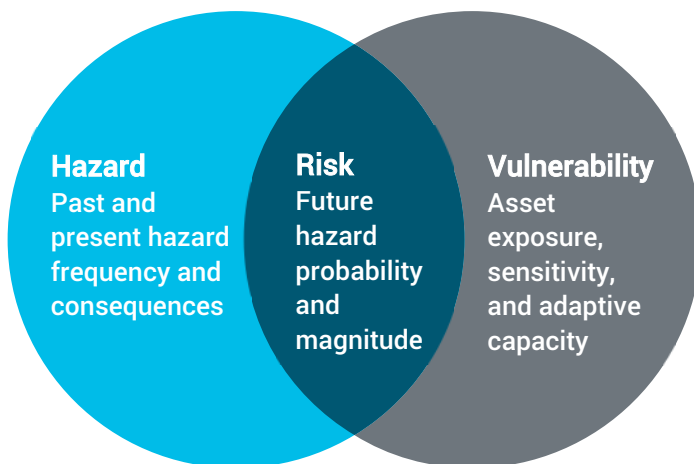 Hazard
Past and
present hazard
frequency and
consequences
Risk
Future
hazard
probability
and
magnitude
Vulnerability
Asset
exposure,
sensitivity,
and adaptive
capacity